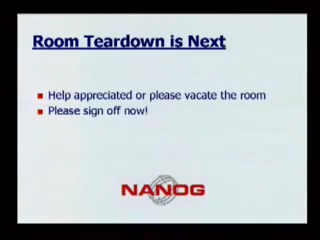 Room Teardown is Next
Help appreciated or please vacate the room
Please sign off now!
NANOG